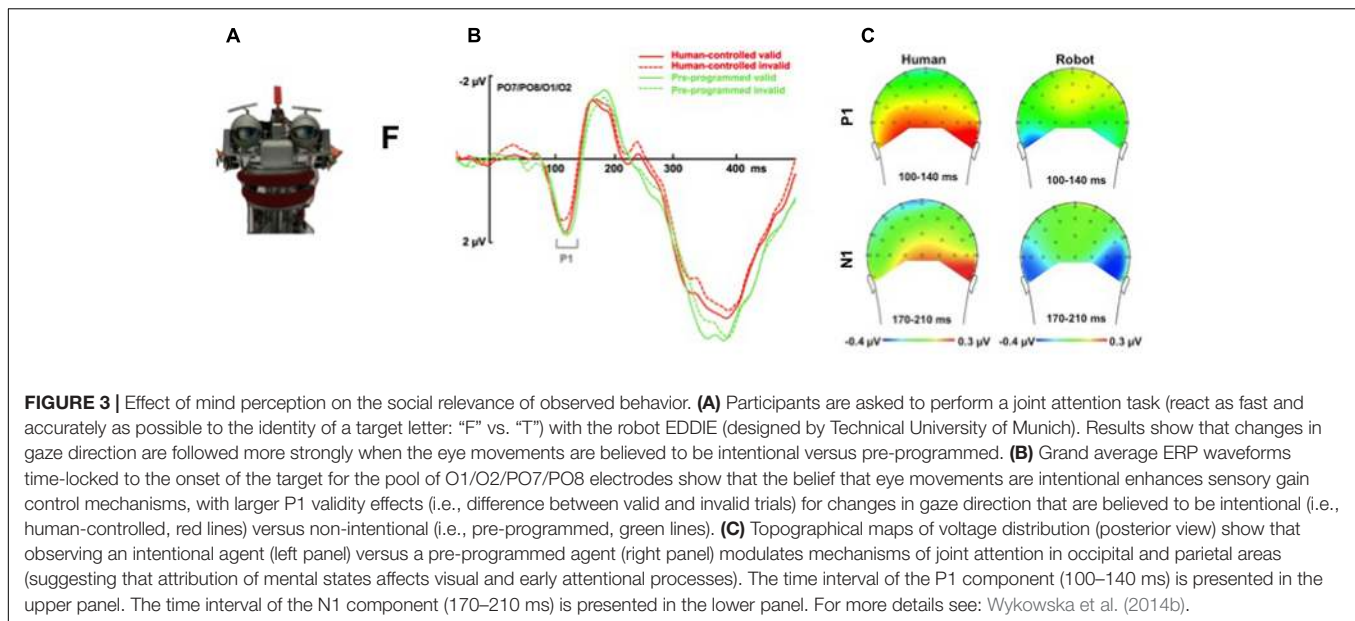 A
B
C
F
-2 µV
PO7/PO8/O1/O2
Human-controlled valid
Human-controlled invalid
Pre-programmed valid
Pre-programmed invalid
100
200
300
400
ms
2 µV
P1
Human
Robot
P1
100-140 ms
100-140 ms
N1
170-210 ms
170-210 ms
-0.4 µV
0.3 µV
-0.4 µV
0.3 µV
FIGURE 3 | Effect of mind perception on the social relevance of observed behavior. (A) Participants are asked to perform a joint attention task (react as fast and
accurately as possible to the identity of a target letter: “F” vs. “T”) with the robot EDDIE (designed by Technical University of Munich). Results show that changes in
gaze direction are followed more strongly when the eye movements are believed to be intentional versus pre-programmed. (B) Grand average ERP waveforms
time-locked to the onset of the target for the pool of O1/O2/PO7/PO8 electrodes show that the belief that eye movements are intentional enhances sensory gain
control mechanisms, with larger P1 validity effects (i.e., difference between valid and invalid trials) for changes in gaze direction that are believed to be intentional (i.e.,
human-controlled, red lines) versus non-intentional (i.e., pre-programmed, green lines). (C) Topographical maps of voltage distribution (posterior view) show that
observing an intentional agent (left panel) versus a pre-programmed agent (right panel) modulates mechanisms of joint attention in occipital and parietal areas
(suggesting that attribution of mental states affects visual and early attentional processes). The time interval of the P1 component (100–140 ms) is presented in the
upper panel. The time interval of the N1 component (170–210 ms) is presented in the lower panel. For more details see: Wykowska et al. (2014b).